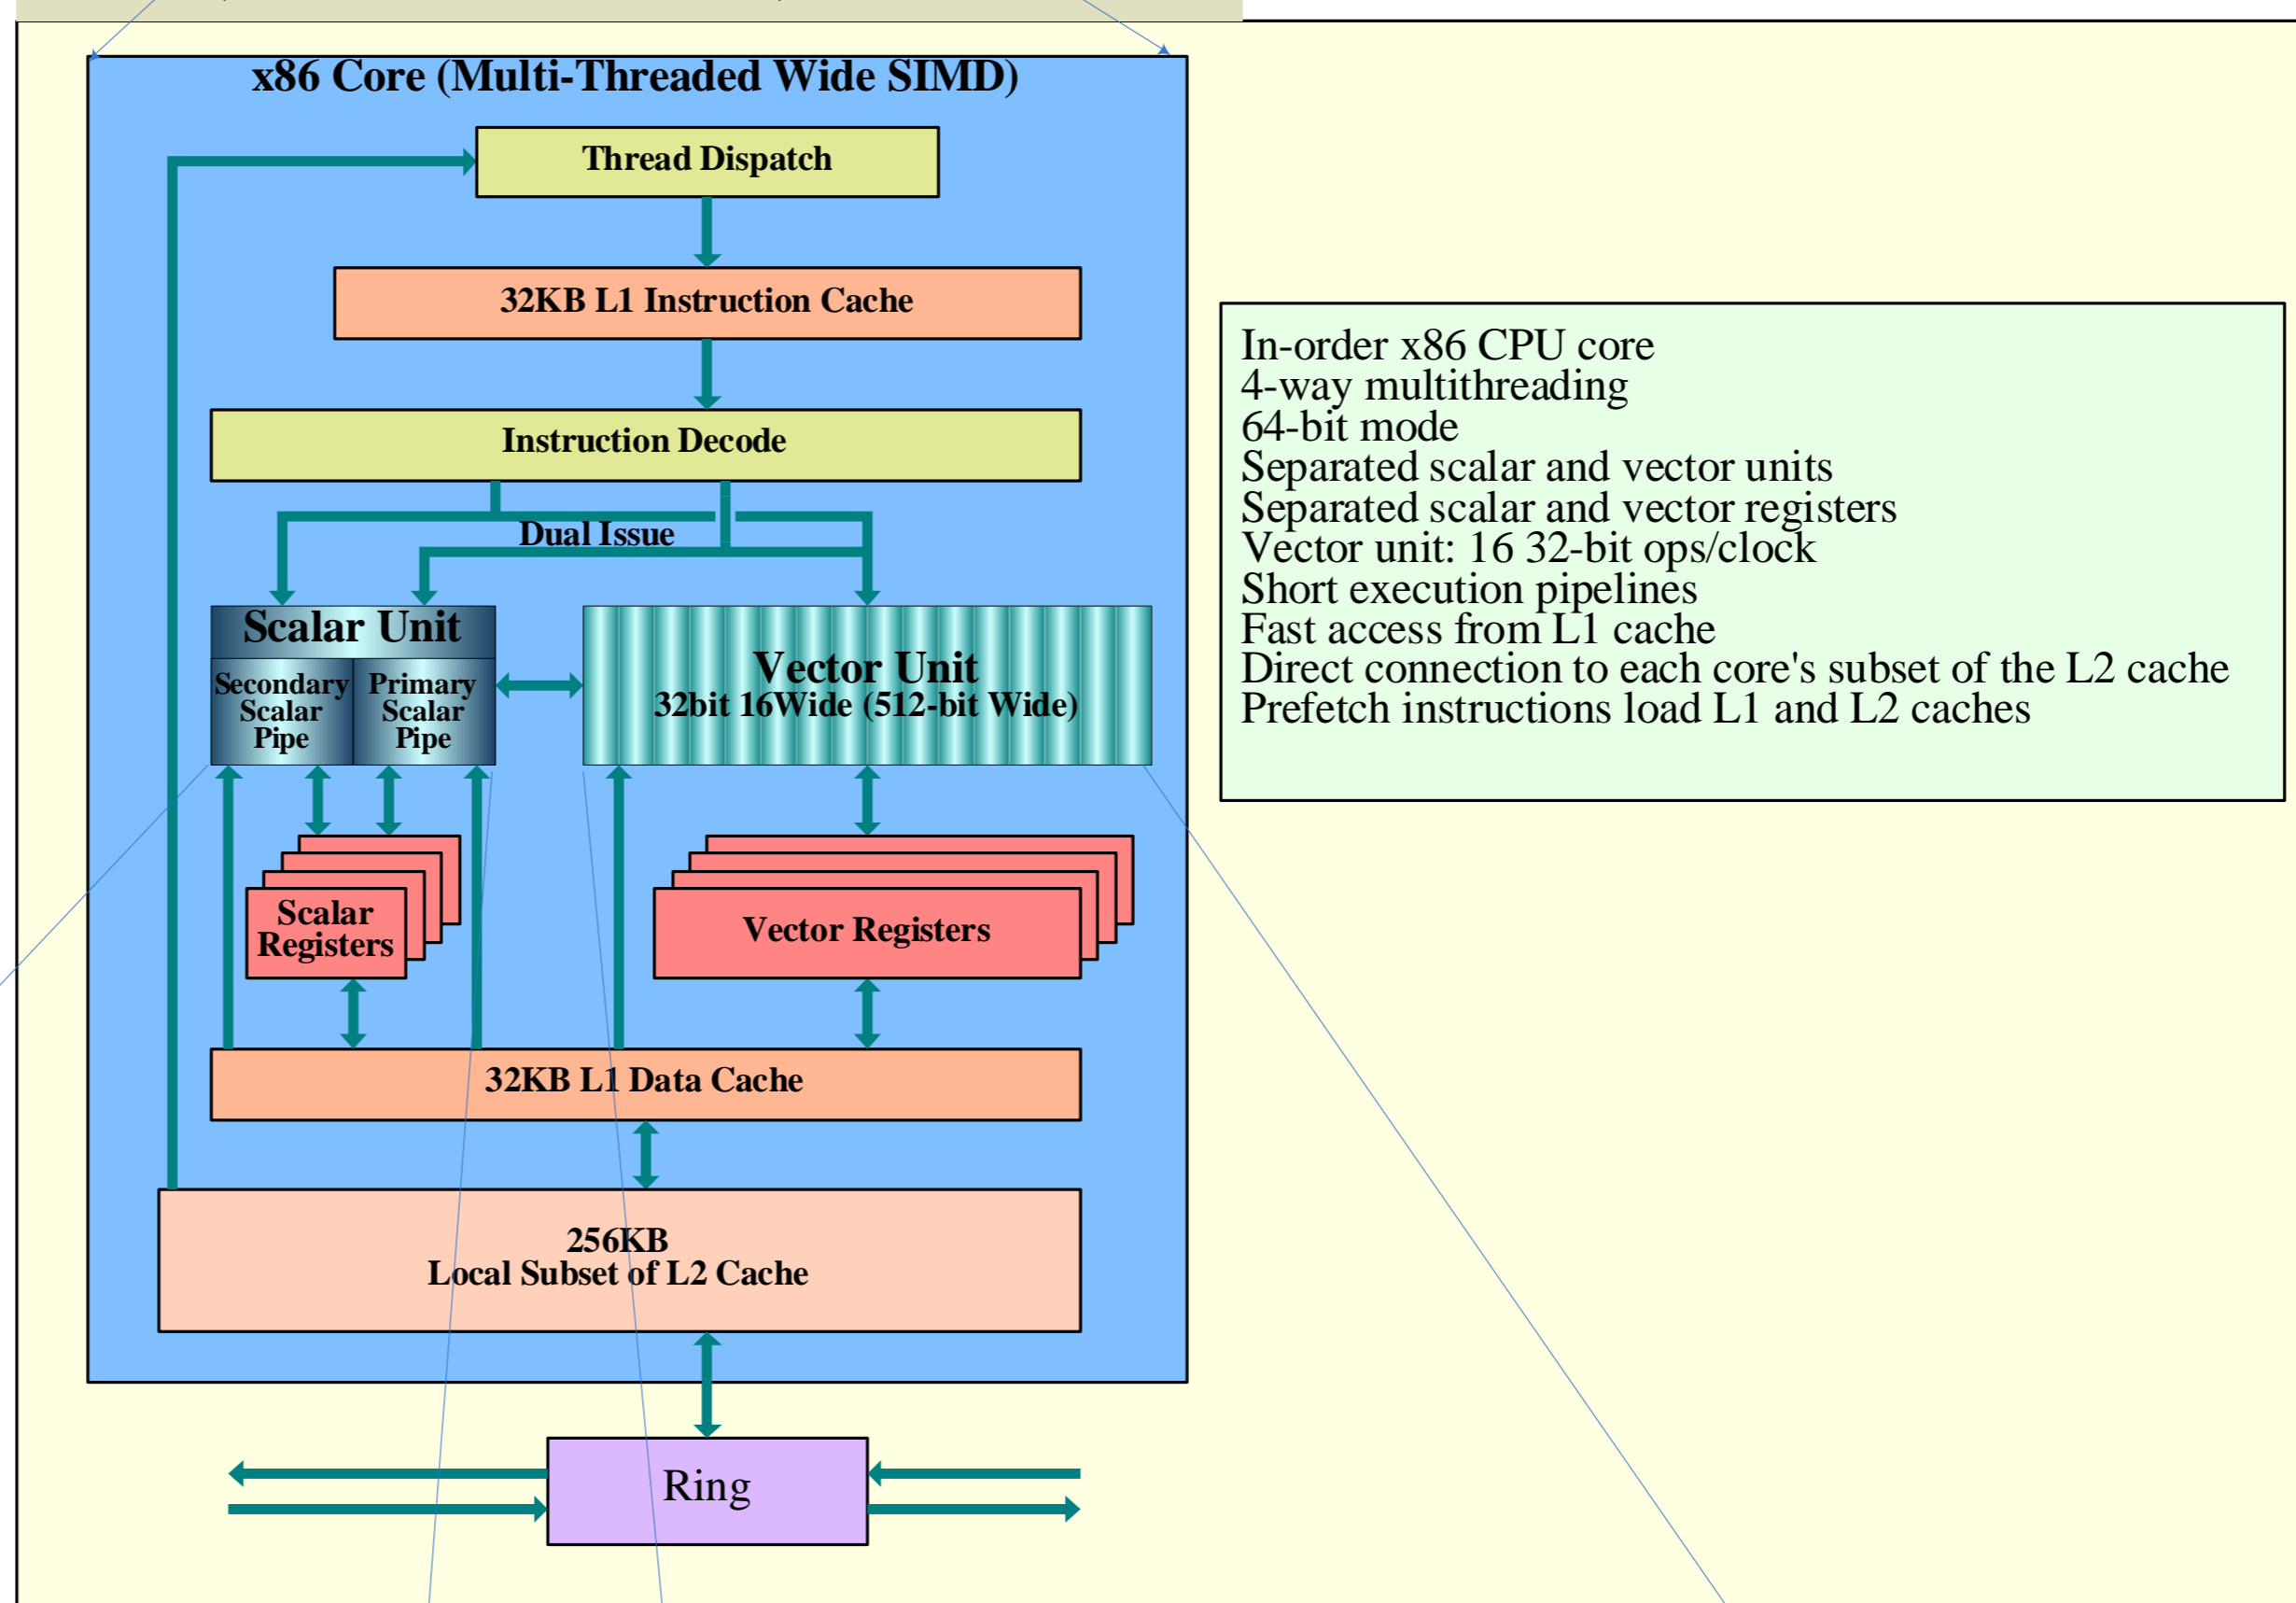 x86 Core (Multi-Threaded Wide SIMD)
Thread Dispatch
32KB L1 Instruction Cache
Instruction Decode
Dual Issue
Scalar Unit
Secondary
Scalar
Pipe
Primary
Scalar
Pipe
Vector Unit
32bit 16Wide (512-bit Wide)
Scalar
Registers
Vector Registers
32KB L1 Data Cache
256KB
Local Subset of L2 Cache
Ring
In-order x86 CPU core
4-way multithreading
64-bit mode
Separated scalar and vector units
Separated scalar and vector registers
Vector unit: 16 32-bit ops/clock
Short execution pipelines
Fast access from L1 cache
Direct connection to each core's subset of the L2 cache
Prefetch instructions load L1 and L2 caches